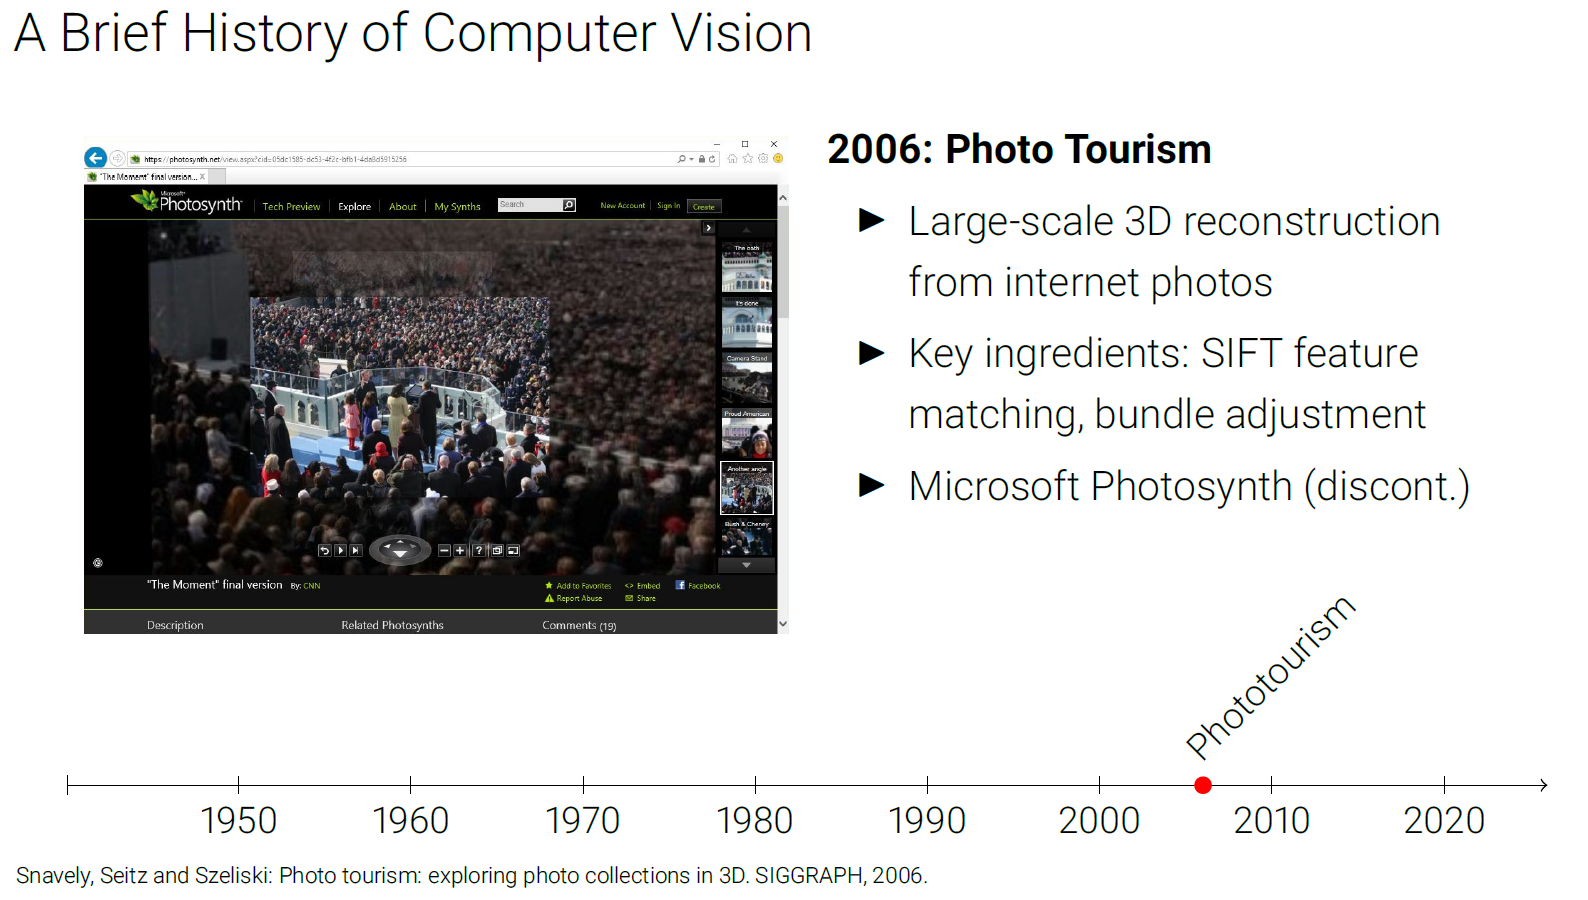 A Brief History of Computer Vision
https://photosynth.net/view.aspx?cid=05dc1585-dc53-4f2c-bfb1-4da8d5915256
"The Moment" final version... X
Microsoft®
Photosynth™ Tech Preview Explore About My Synths Search New Account Sign In Create
The oath
It's done
Camera Stand
Proud American
Another angle
Bush & Cheney
"The Moment" final version By: CNN
Add to Favorites <> Embed Facebook
Report Abuse Share
Description Related Photosynths Comments (19)
2006: Photo Tourism
Large-scale 3D reconstruction
from internet photos
Key ingredients: SIFT feature
matching, bundle adjustment
Microsoft Photosynth (discont.)
Phototourism
1950 1960 1970 1980 1990 2000 2010 2020
Snavely, Seitz and Szeliski: Photo tourism: exploring photo collections in 3D. SIGGRAPH, 2006.